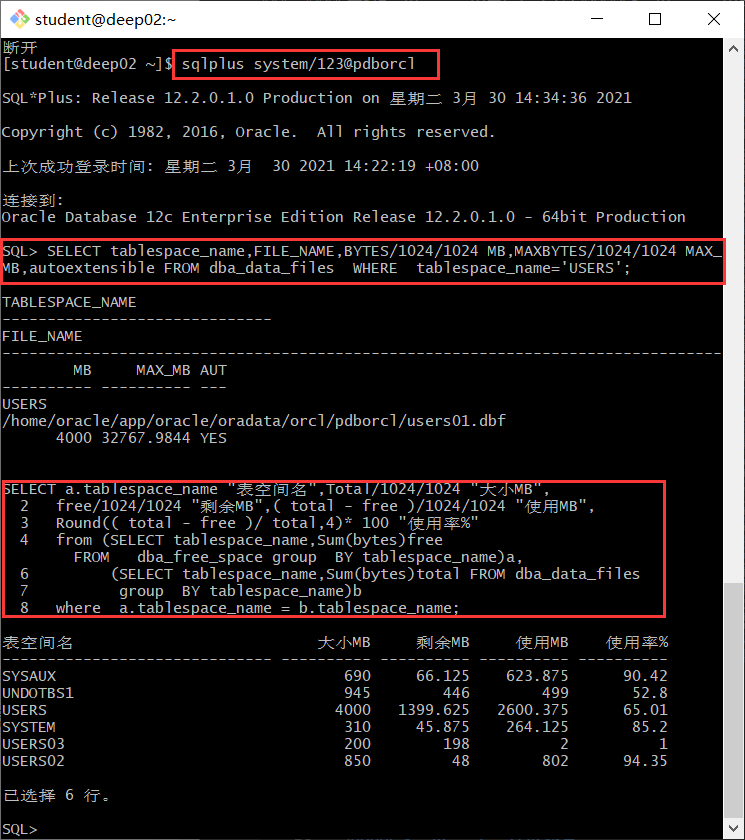 student@deep02:~
断开
[student@deep02 ~]$ sqlplus system/123@pdborcl
SQL*Plus: Release 12.2.0.1.0 Production on 星期二 3月 30 14:34:36 2021
Copyright (c) 1982, 2016, Oracle.  All rights reserved.
上次成功登录时间: 星期二 3月  30 2021 14:22:19 +08:00
连接到:
Oracle Database 12c Enterprise Edition Release 12.2.0.1.0 - 64bit Production
SQL> SELECT tablespace_name,FILE_NAME,BYTES/1024/1024 MB,MAXBYTES/1024/1024 MAX_
MB,autoextensible FROM dba_data_files  WHERE  tablespace_name='USERS';
TABLESPACE_NAME
------------------------------
FILE_NAME
--------------------------------------------------------------------------------
        MB     MAX_MB AUT
---------- ---------- ---
USERS
/home/oracle/app/oracle/oradata/orcl/pdborcl/users01.dbf
      4000 32767.9844 YES
SELECT a.tablespace_name "表空间名",Total/1024/1024 "大小MB",
  2   free/1024/1024 "剩余MB",( total - free )/1024/1024 "使用MB",
  3   Round(( total - free )/ total,4)* 100 "使用率%"
  4   from (SELECT tablespace_name,Sum(bytes)free
        FROM   dba_free_space group  BY tablespace_name)a,
  6         (SELECT tablespace_name,Sum(bytes)total FROM dba_data_files
  7          group  BY tablespace_name)b
  8   where  a.tablespace_name = b.tablespace_name;
表空间名                           大小MB     剩余MB     使用MB    使用率%
------------------------------ ---------- ---------- ---------- ----------
SYSAUX                                690     66.125    623.875      90.42
UNDOTBS1                              945        446        499       52.8
USERS                                4000   1399.625   2600.375      65.01
SYSTEM                                310     45.875    264.125       85.2
USERS03                               200        198          2          1
USERS02                               850         48        802      94.35
已选择 6 行。
SQL>